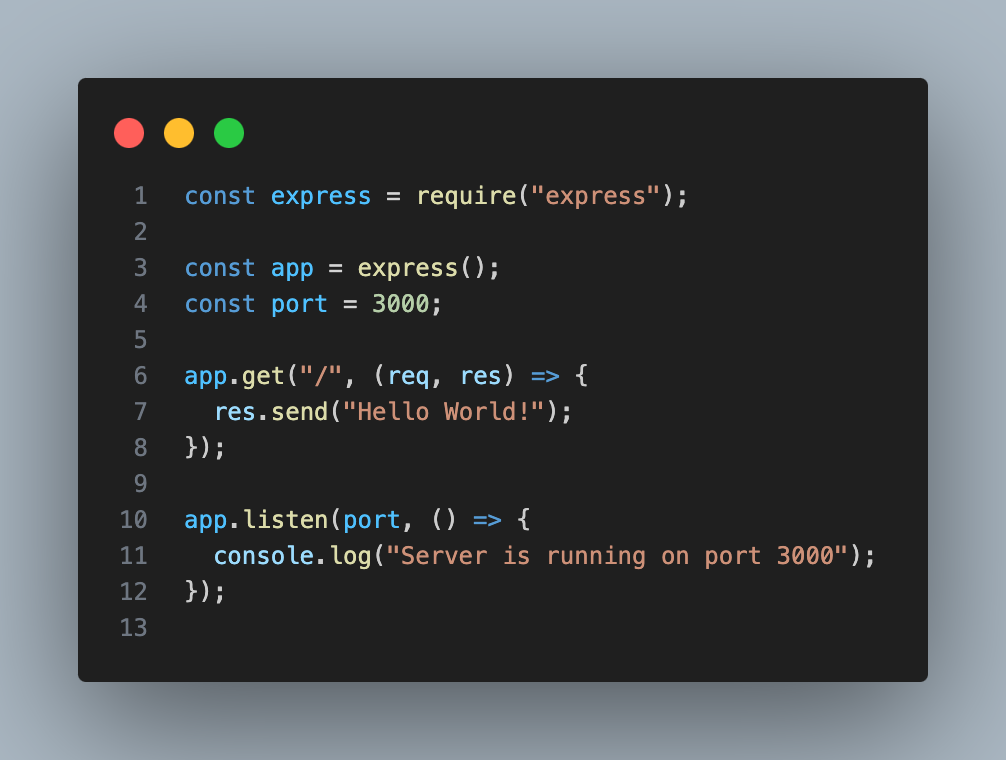 1 const express = require("express");
2
3 const app = express();
4 const port = 3000;
5
6 app.get("/", (req, res) => {
7   res.send("Hello World!");
8 });
9
10 app.listen(port, () => {
11   console.log("Server is running on port 3000");
12 });
13